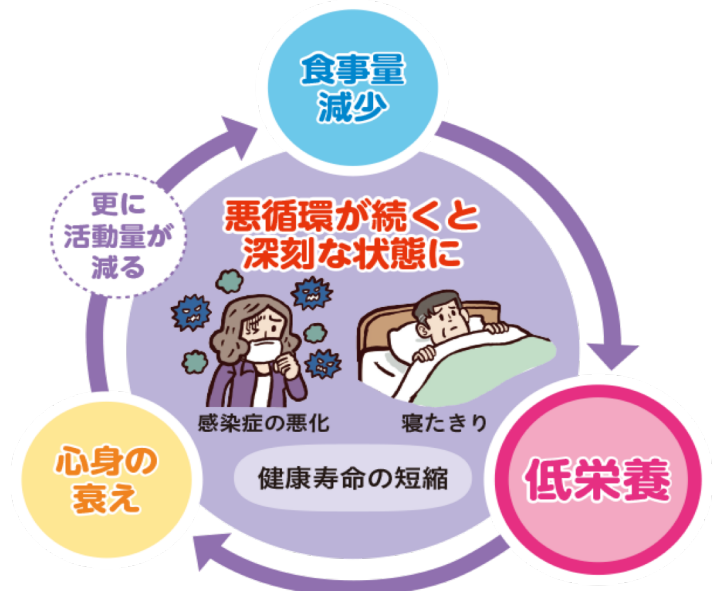 食事量
減少
更に
活動量が
減る
悪循環が続くと
深刻な状態に
感染症の悪化
寝たきり
健康寿命の短縮
心身の
衰え
低栄養